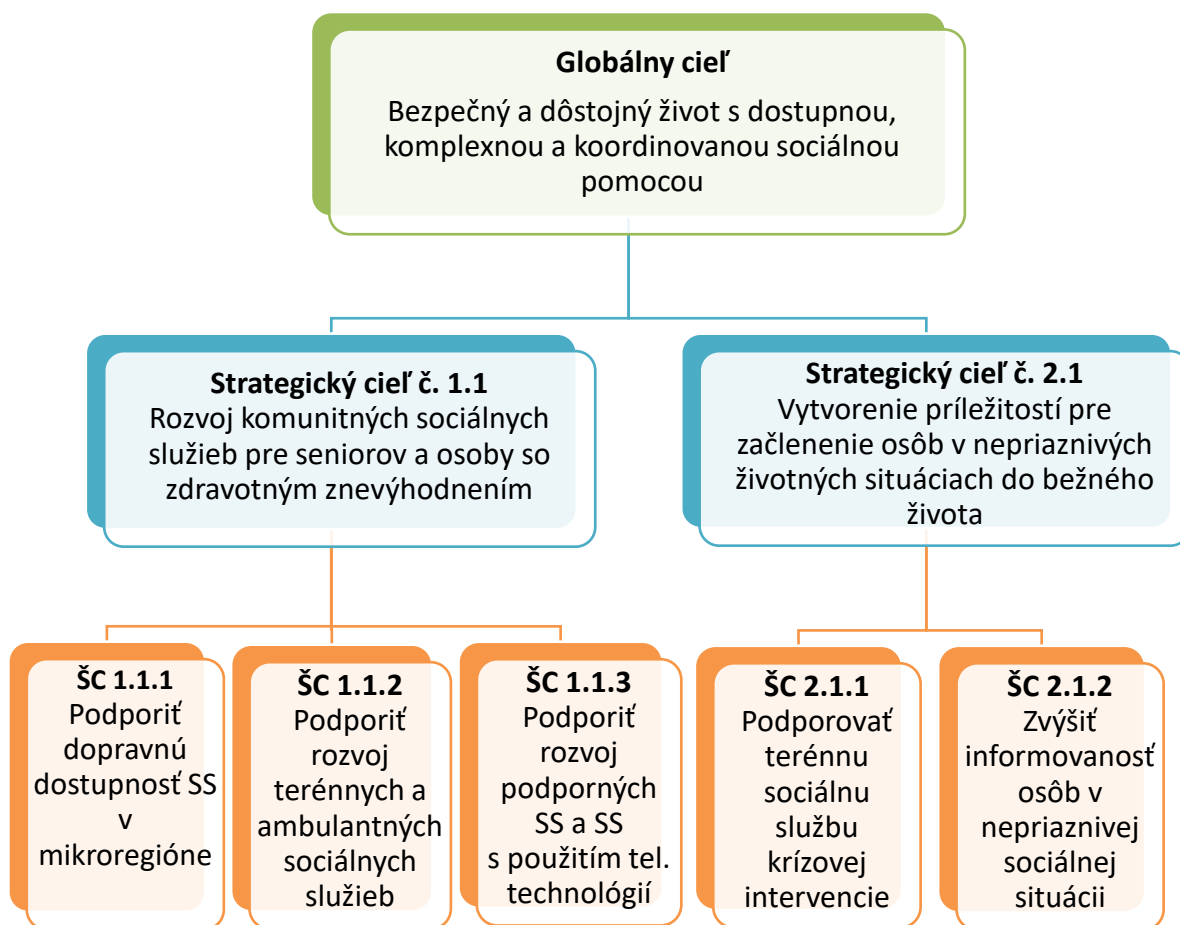 Globálny cieľ
Bezpečný a dôstojný život s dostupnou,
komplexnou a koordinovanou sociálnou
pomocou
Strategický cieľ č. 1.1
Rozvoj komunitných sociálnych
služieb pre seniorov a osoby so
zdravotným znevýhodnením
Strategický cieľ č. 2.1
Vytvorenie príležitostí pre
začlenenie osôb v nepriaznivých
životných situáciach do bežného
života
ŠC 1.1.1
Podporiť
dopravnú
dostupnosť SS
v
mikroregióne
ŠC 1.1.2
Podporiť
rozvoj
terénnych a
ambulantných
sociálnych
služieb
ŠC 1.1.3
Podporiť
rozvoj
podporných
SS a SS
s použitím tel.
technológií
ŠC 2.1.1
Podporovať
terénnu
sociálnu
službu
krízovej
intervencie
ŠC 2.1.2
Zvýšiť
informovanosť
osôb v
nepriaznivej
sociálnej
situácii